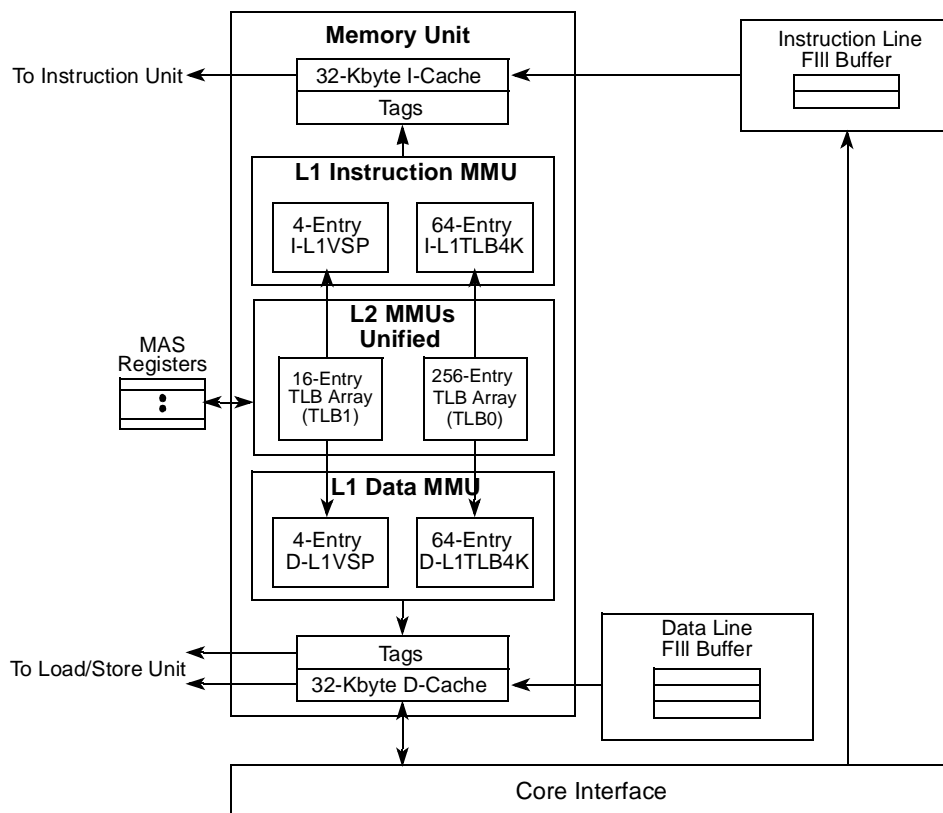 Memory Unit
Instruction Line
FIll Buffer
To Instruction Unit
32-Kbyte I-Cache
Tags
L1 Instruction MMU
4-Entry
I-L1VSP
64-Entry
I-L1TLB4K
L2 MMUs
Unified
MAS
Registers
16-Entry
TLB Array
(TLB1)
256-Entry
TLB Array
(TLB0)
L1 Data MMU
4-Entry
D-L1VSP
64-Entry
D-L1TLB4K
Data Line
FIll Buffer
To Load/Store Unit
Tags
32-Kbyte D-Cache
Core Interface